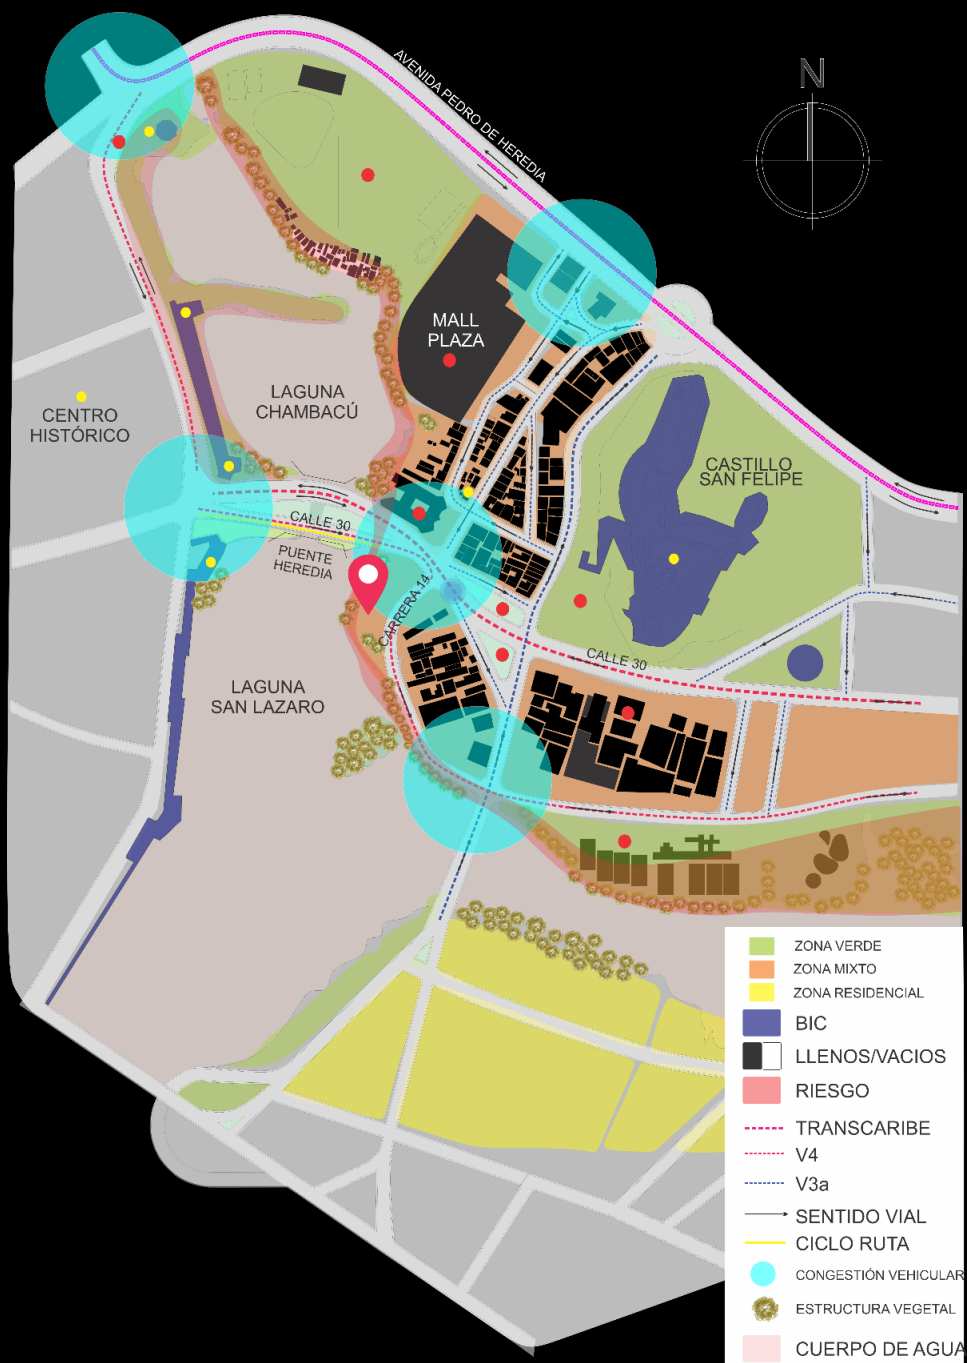 N
AVENIDA PEDRO DE HEREDIA
MALL
PLAZA
LAGUNA
CHAMBACÚ
CENTRO
HISTÓRICO
CASTILLO
SAN FELIPE
CALLE 30
PUENTE
HEREDIA
CARRERA 14
CALLE 30
LAGUNA
SAN LAZARO
ZONA VERDE
ZONA MIXTO
ZONA RESIDENCIAL
BIC
LLENOS/VACIOS
RIESGO
TRANSCARIBE
V4
V3a
SENTIDO VIAL
CICLO RUTA
CONGESTIÓN VEHICULAR
ESTRUCTURA VEGETAL
CUERPO DE AGUA